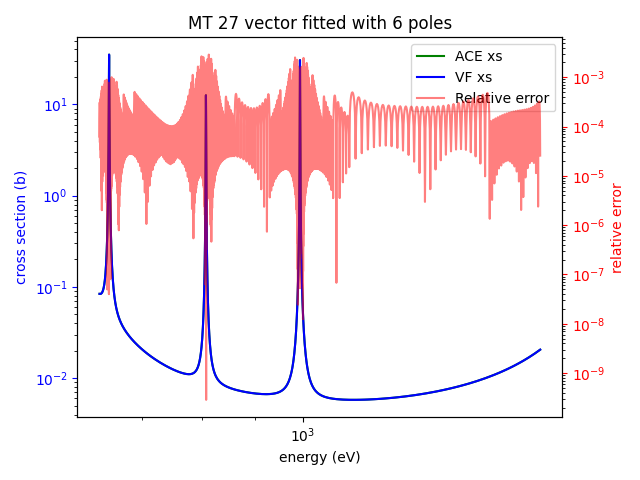 MT 27 vector fitted with 6 poles
ACE xs
VF xs
Relative error
cross section (b)
10¹
10⁰
10⁻¹
10⁻²
relative error
10⁻³
10⁻⁴
10⁻⁵
10⁻⁶
10⁻⁷
10⁻⁸
10⁻⁹
10³
energy (eV)